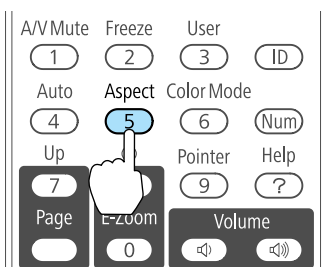 A/V Mute Freeze User
1 2 3 ID
Auto Aspect Color Mode
4 5 6 Num
Up Pointer Help
7 9 ?
Page E-Zoom Volume
0